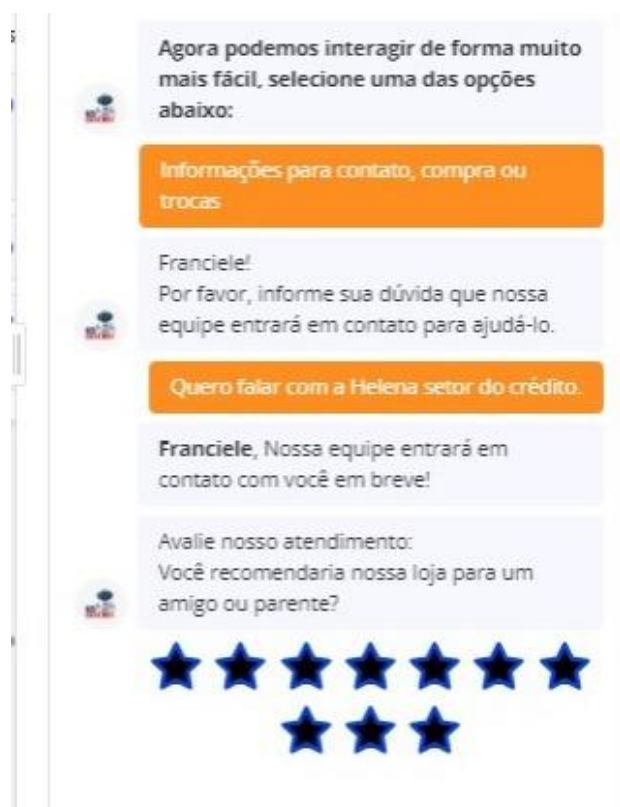 Agora podemos interagir de forma muito
mais fácil, selecione uma das opções
abaixo:
Informações para contato, compra ou
trocas
Franciele!
Por favor, informe sua dúvida que nossa
equipe entrará em contato para ajudá-lo.
Quero falar com a Helena setor do crédito.
Franciele, Nossa equipe entrará em
contato com você em breve!
Avalie nosso atendimento:
Você recomendaria nossa loja para um
amigo ou parente?